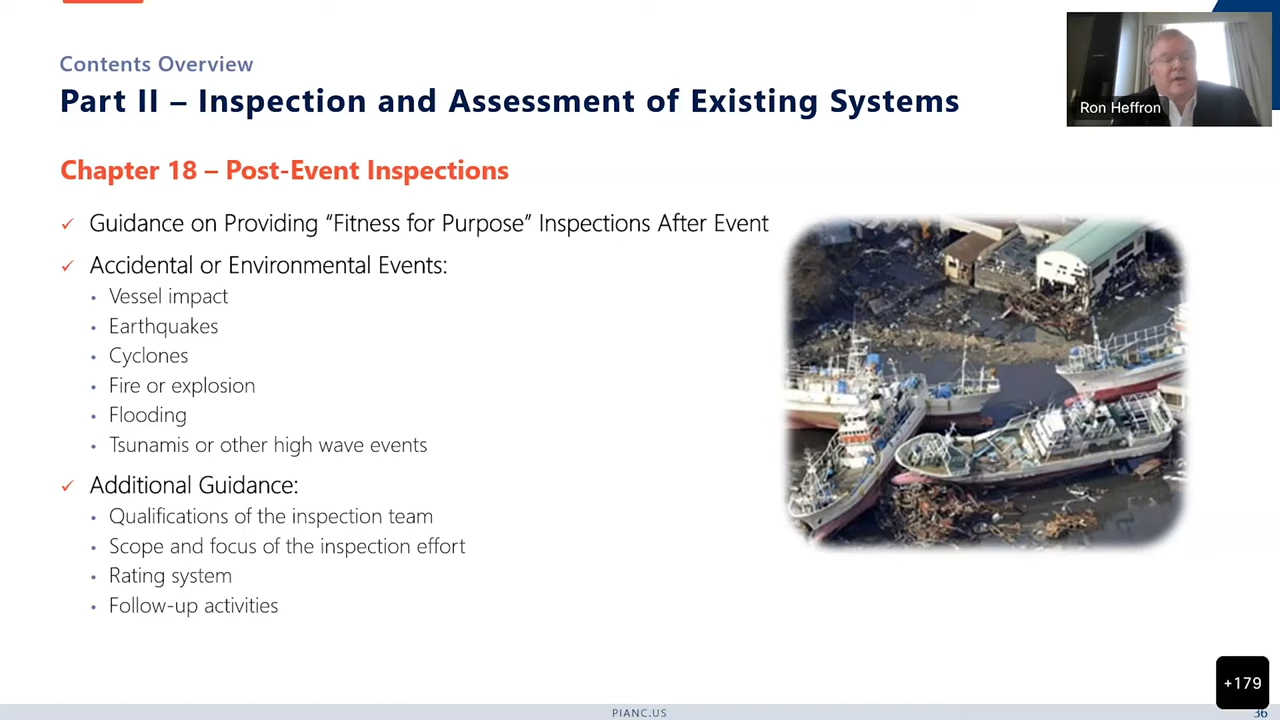 Contents Overview
Part II – Inspection and Assessment of Existing Systems
Ron Heffron
Chapter 18 – Post-Event Inspections
✓ Guidance on Providing “Fitness for Purpose” Inspections After Event
✓ Accidental or Environmental Events:
• Vessel impact
• Earthquakes
• Cyclones
• Fire or explosion
• Flooding
• Tsunamis or other high wave events
✓ Additional Guidance:
• Qualifications of the inspection team
• Scope and focus of the inspection effort
• Rating system
• Follow-up activities
+179
PIANC.US
36